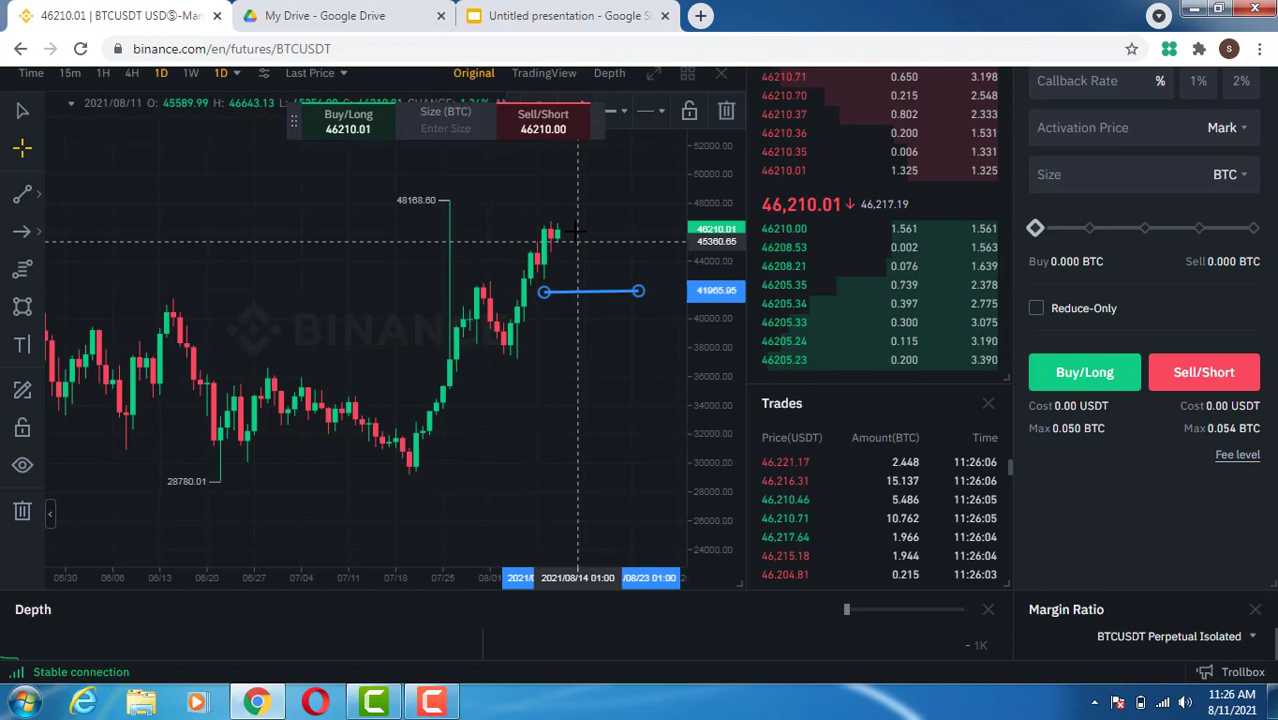 46210.01 | BTCUSDT USDⓈ-Mar
My Drive - Google Drive
Untitled presentation - Google S
binance.com/en/futures/BTCUSDT
Time 15m 1H 4H 1D 1W 1D Last Price Original TradingView Depth
2021/08/11 O: 45589.99 H: 46643.13
Buy/Long
46210.01
Size (BTC)
Enter Size
Sell/Short
46210.00
52000.00
50000.00
48168.60
48000.00
46210.01
45360.65
44000.00
41965.95
40000.00
38000.00
36000.00
34000.00
32000.00
30000.00
28780.01
28000.00
26000.00
24000.00
BINANCE
05/30 06/06 06/13 06/20 06/27 07/04 07/11 07/18 07/25 08/01 2021/ 2021/08/14 01:00 /08/23 01:00
46210.71 0.650 3.198
46210.70 0.215 2.548
46210.37 0.802 2.333
46210.36 0.200 1.531
46210.35 0.006 1.331
46210.01 1.325 1.325
46,210.01 ↓ 46,217.19
46210.00 1.561 1.561
46208.53 0.002 1.563
46208.21 0.076 1.639
46205.35 0.739 2.378
46205.34 0.397 2.775
46205.33 0.300 3.075
46205.24 0.115 3.190
46205.23 0.200 3.390
Trades
Price(USDT) Amount(BTC) Time
46,221.17 2.448 11:26:06
46,216.31 15.137 11:26:06
46,210.46 5.486 11:26:05
46,210.71 10.762 11:26:05
46,217.64 1.966 11:26:04
46,215.18 1.944 11:26:04
46,204.81 0.215 11:26:03
Callback Rate % 1% 2%
Activation Price Mark
Size BTC
Buy 0.000 BTC Sell 0.000 BTC
Reduce-Only
Buy/Long Sell/Short
Cost 0.00 USDT Cost 0.00 USDT
Max 0.050 BTC Max 0.054 BTC
Fee level
Depth
- 1K
Margin Ratio
BTCUSDT Perpetual Isolated
Stable connection
Trollbox
11:26 AM
8/11/2021